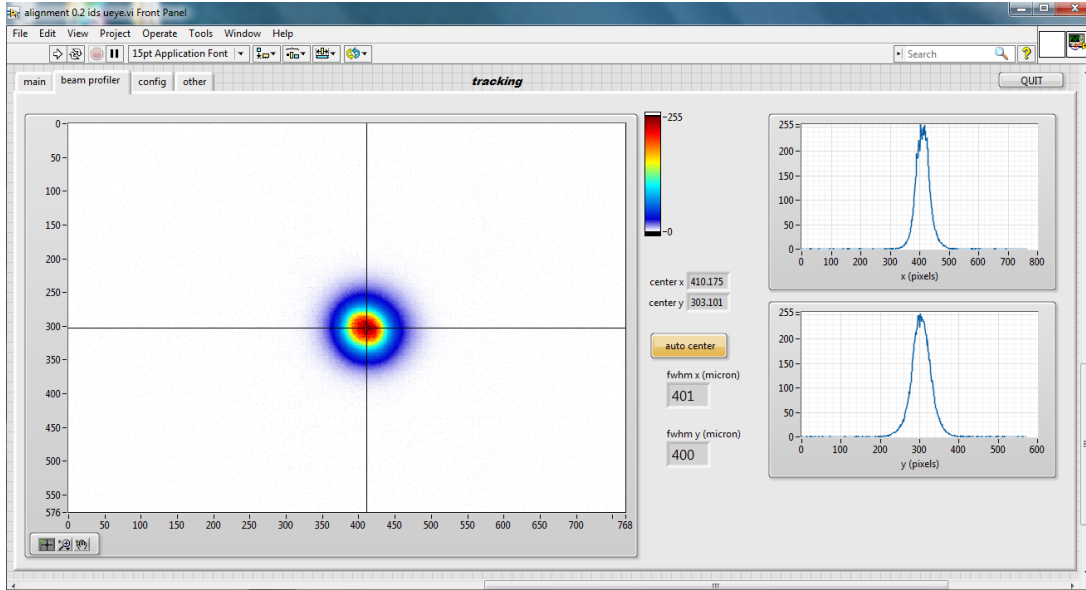 alignment 0.2 ids ueye.vi Front Panel
File Edit View Project Operate Tools Window Help
15pt Application Font
Search
?
main beam profiler config other
tracking
QUIT
0
50
100
150
200
250
300
350
400
450
500
550
576
0 50 100 150 200 250 300 350 400 450 500 550 600 650 700 768
255
0
center x 410.175
center y 303.101
auto center
fwhm x (micron)
401
fwhm y (micron)
400
255
200
150
100
50
0
0 100 200 300 400 500 600 700 800
x (pixels)
255
200
150
100
50
0
0 100 200 300 400 500 600
y (pixels)